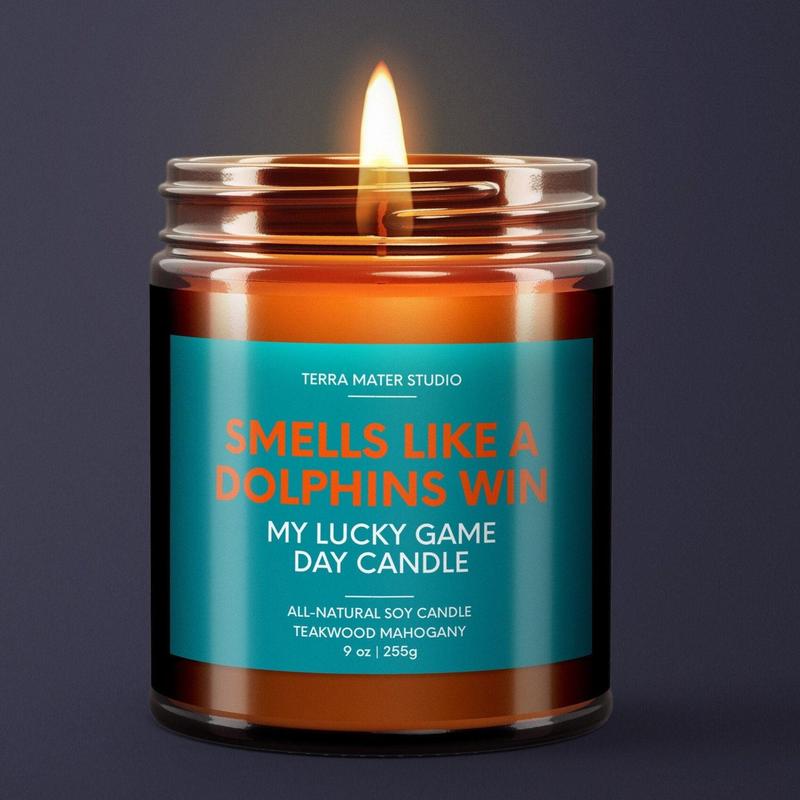 TERRA MATER STUDIO
SMELLS LIKE A
DOLPHINS WIN
MY LUCKY GAME
DAY CANDLE
ALL-NATURAL SOY CANDLE
TEAKWOOD MAHOGANY
9 oz | 255g